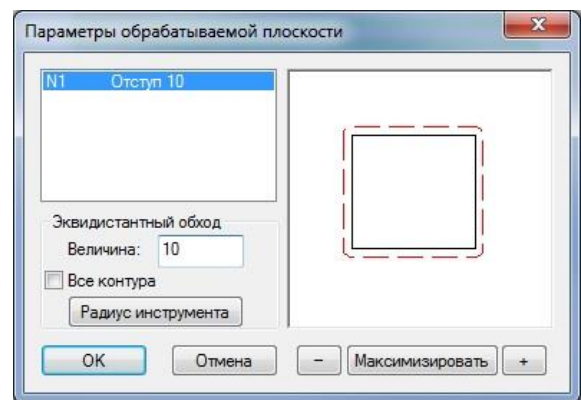 Параметры обрабатываемой плоскости
N1 Отступ 10
Эквидистантный обход
Величина: 10
Все контура
Радиус инструмента
OK Отмена - Максимизировать +